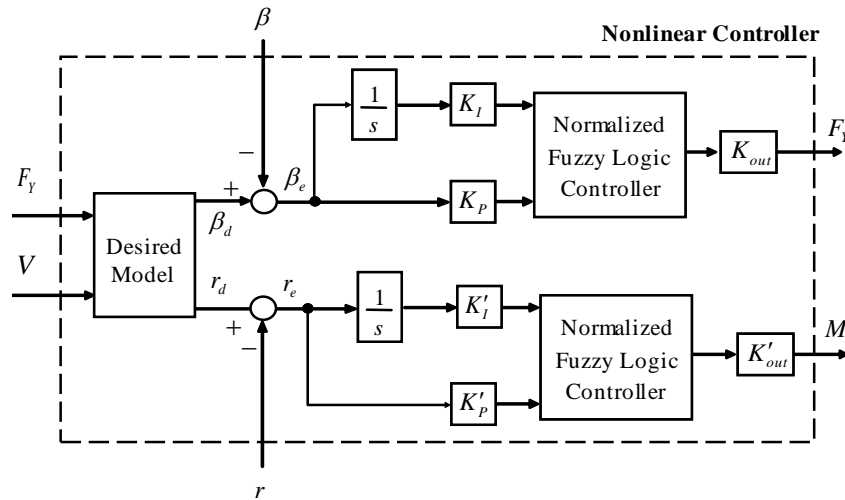 β
Nonlinear Controller
1
s
K_I
Normalized
Fuzzy Logic
Controller
K_out
F_Y
−
F_Y
+
β_e
K_P
β_d
V
Desired
Model
r_d
r_e
1
s
K'_I
Normalized
Fuzzy Logic
Controller
K'_out
M
+
−
K'_P
r